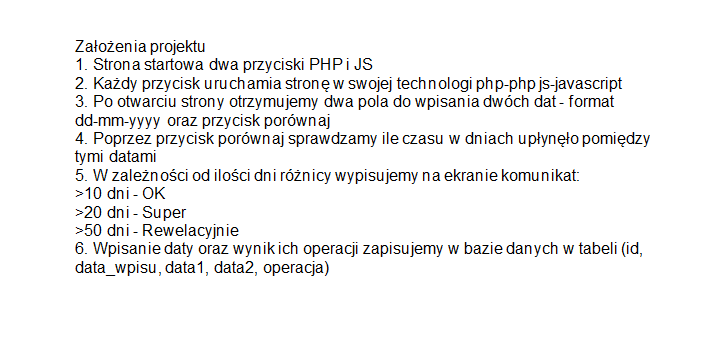 Założenia projektu
1. Strona startowa dwa przyciski PHP i JS
2. Każdy przycisk uruchamia stronę w swojej technologi php-php js-javascript
3. Po otwarciu strony otrzymujemy dwa pola do wpisania dwóch dat - format
dd-mm-yyyy oraz przycisk porównaj
4. Poprzez przycisk porównaj sprawdzamy ile czasu w dniach upłynęło pomiędzy
tymi datami
5. W zależności od ilości dni różnicy wypisujemy na ekranie komunikat:
>10 dni - OK
>20 dni - Super
>50 dni - Rewelacyjnie
6. Wpisanie daty oraz wynik ich operacji zapisujemy w bazie danych w tabeli (id,
data_wpisu, data1, data2, operacja)